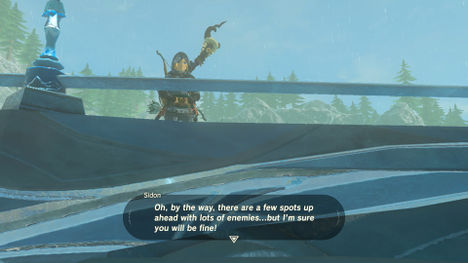 Sidon
Oh, by the way, there are a few spots up
ahead with lots of enemies...but I'm sure
you will be fine!